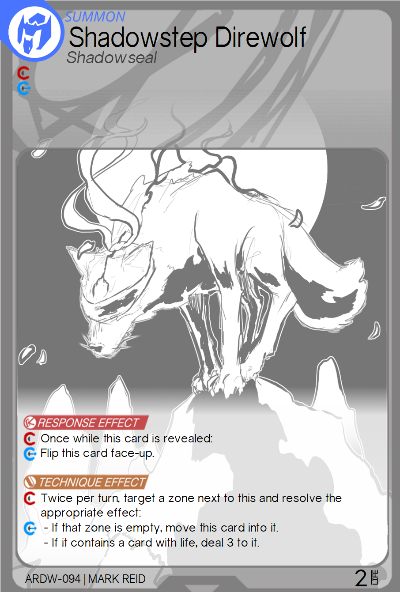 SUMMON
Shadowstep Direwolf
Shadowseal
RESPONSE EFFECT
Once while this card is revealed:
Flip this card face-up.
TECHNIQUE EFFECT
Twice per turn, target a zone next to this and resolve the
appropriate effect:
- If that zone is empty, move this card into it.
- If it contains a card with life, deal 3 to it.
ARDW-094 | MARK REID
2 LIFE